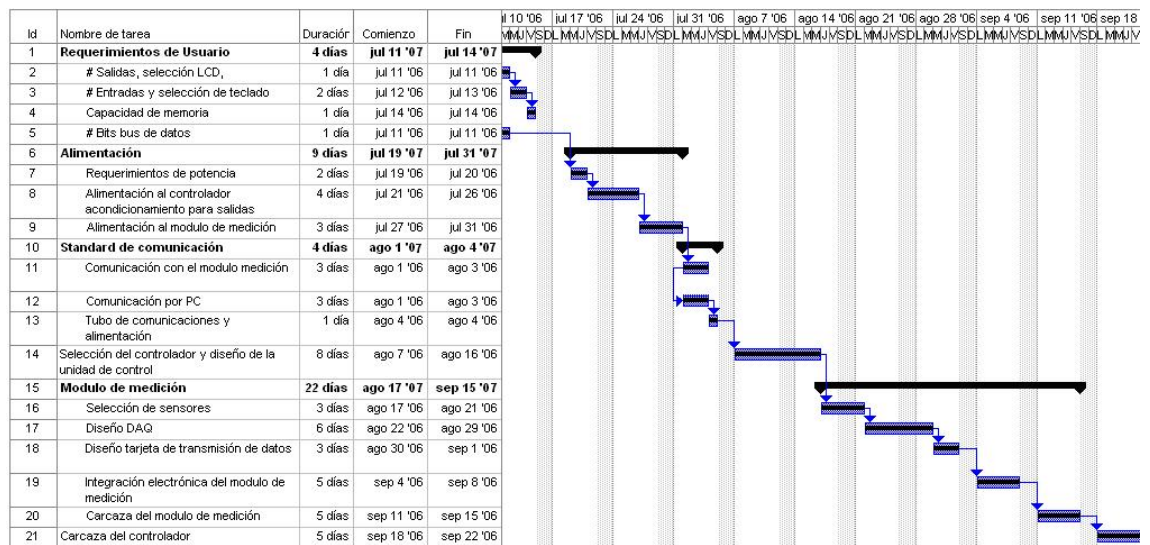 l 10 '06 jul 17 '06 jul 24 '06 jul 31 '06 ago 7 '06 ago 14 '06 ago 21 '06 ago 28 '06 sep 4 '06 sep 11 '06 sep 18
Id Nombre de tarea Duración Comienzo Fin MMJVSDLMMJVSDLMMJVSDLMMJVSDLMMJVSDLMMJVSDLMMJVSDLMMJVSDLMMJVSDLMMJVSDLMMJV
1 Requerimientos de Usuario 4 días jul 11 '07 jul 14 '07
2 # Salidas, selección LCD, 1 día jul 11 '06 jul 11 '06
3 # Entradas y selección de teclado 2 días jul 12 '06 jul 13 '06
4 Capacidad de memoria 1 día jul 14 '06 jul 14 '06
5 # Bits bus de datos 1 día jul 11 '06 jul 11 '06
6 Alimentación 9 días jul 19 '07 jul 31 '07
7 Requerimientos de potencia 2 días jul 19 '06 jul 20 '06
8 Alimentación al controlador 4 días jul 21 '06 jul 26 '06
acondicionamiento para salidas
9 Alimentación al modulo de medición 3 días jul 27 '06 jul 31 '06
10 Standard de comunicación 4 días ago 1 '07 ago 4 '07
11 Comunicación con el modulo medición 3 días ago 1 '06 ago 3 '06
12 Comunicación por PC 3 días ago 1 '06 ago 3 '06
13 Tubo de comunicaciones y 1 día ago 4 '06 ago 4 '06
alimentación
14 Selección del controlador y diseño de la 8 días ago 7 '06 ago 16 '06
unidad de control
15 Modulo de medición 22 días ago 17 '07 sep 15 '07
16 Selección de sensores 3 días ago 17 '06 ago 21 '06
17 Diseño DAQ 6 días ago 22 '06 ago 29 '06
18 Diseño tarjeta de transmisión de datos 3 días ago 30 '06 sep 1 '06
19 Integración electrónica del modulo de 5 días sep 4 '06 sep 8 '06
medición
20 Carcaza del modulo de medición 5 días sep 11 '06 sep 15 '06
21 Carcaza del controlador 5 días sep 18 '06 sep 22 '06